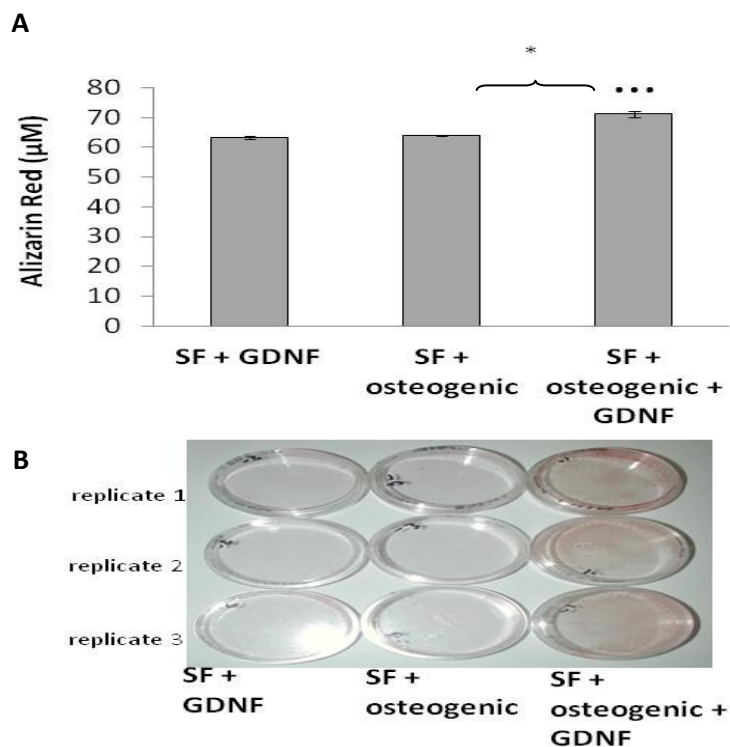 A
*
•••
80
70
60
50
40
30
20
10
0
Alizarin Red (µM)
SF + GDNF
SF +
osteogenic
SF +
osteogenic +
GDNF
B
replicate 1
replicate 2
replicate 3
SF +
GDNF
SF +
osteogenic
SF +
osteogenic +
GDNF